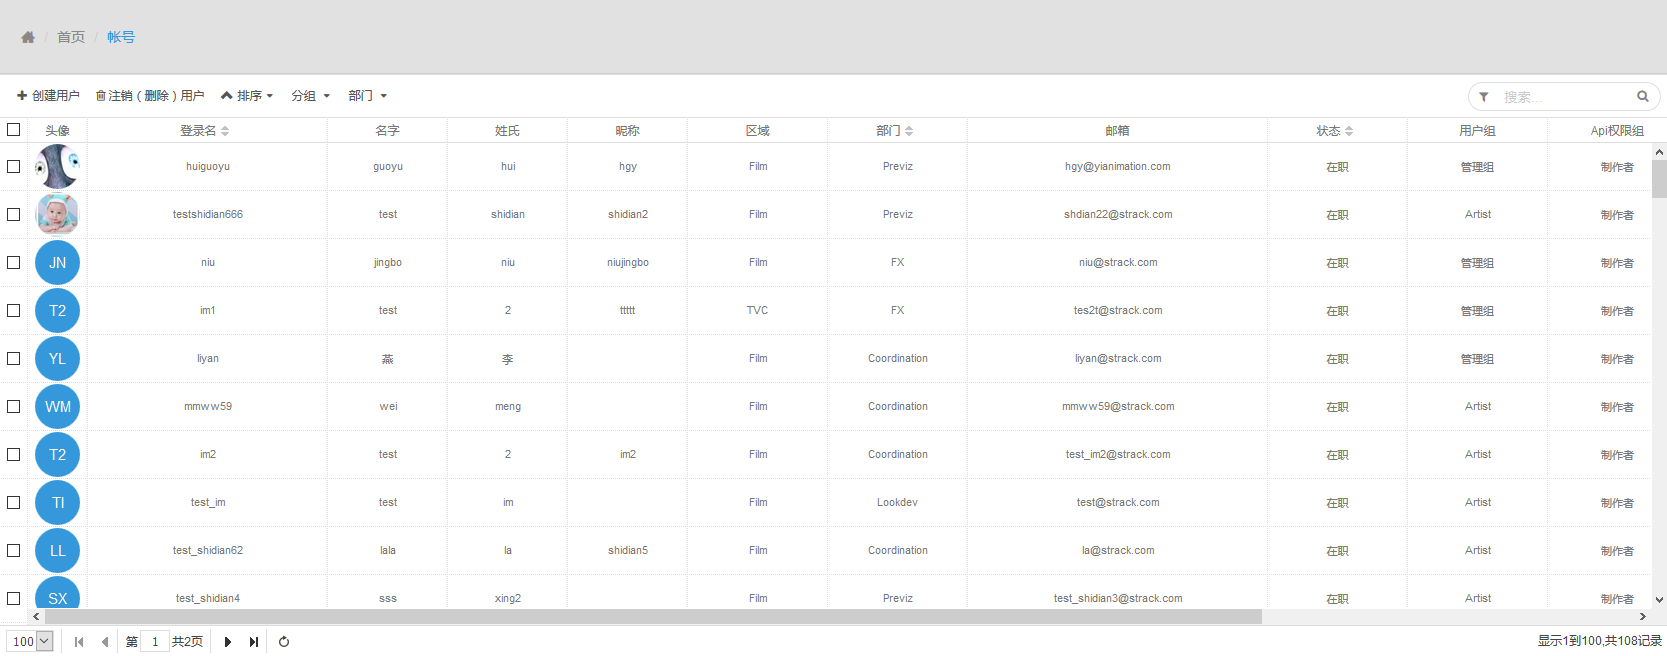 / 首页 / 帐号
创建用户 注销(删除)用户 排序 分组 部门 搜索...
头像 登录名 名字 姓氏 昵称 区域 部门 邮箱 状态 用户组 Api权限组
huiguoyu guoyu hui hgy Film Previz hgy@yianimation.com 在职 管理组 制作者
testshidian666 test shidian shidian2 Film Previz shdian22@strack.com 在职 Artist 制作者
JN niu jingbo niu niujingbo Film FX niu@strack.com 在职 管理组 制作者
T2 im1 test 2 ttttt TVC FX tes2t@strack.com 在职 管理组 制作者
YL liyan 燕 李 Film Coordination liyan@strack.com 在职 管理组 制作者
WM mmww59 wei meng Film Coordination mmww59@strack.com 在职 Artist 制作者
T2 im2 test 2 im2 Film Coordination test_im2@strack.com 在职 Artist 制作者
TI test_im test im Film Lookdev test@strack.com 在职 Artist 制作者
LL test_shidian62 lala la shidian5 Film Coordination la@strack.com 在职 Artist 制作者
SX test_shidian4 sss xing2 Film Previz test_shidian3@strack.com 在职 Artist 制作者
100 第 1 共2页 显示1到100,共108记录